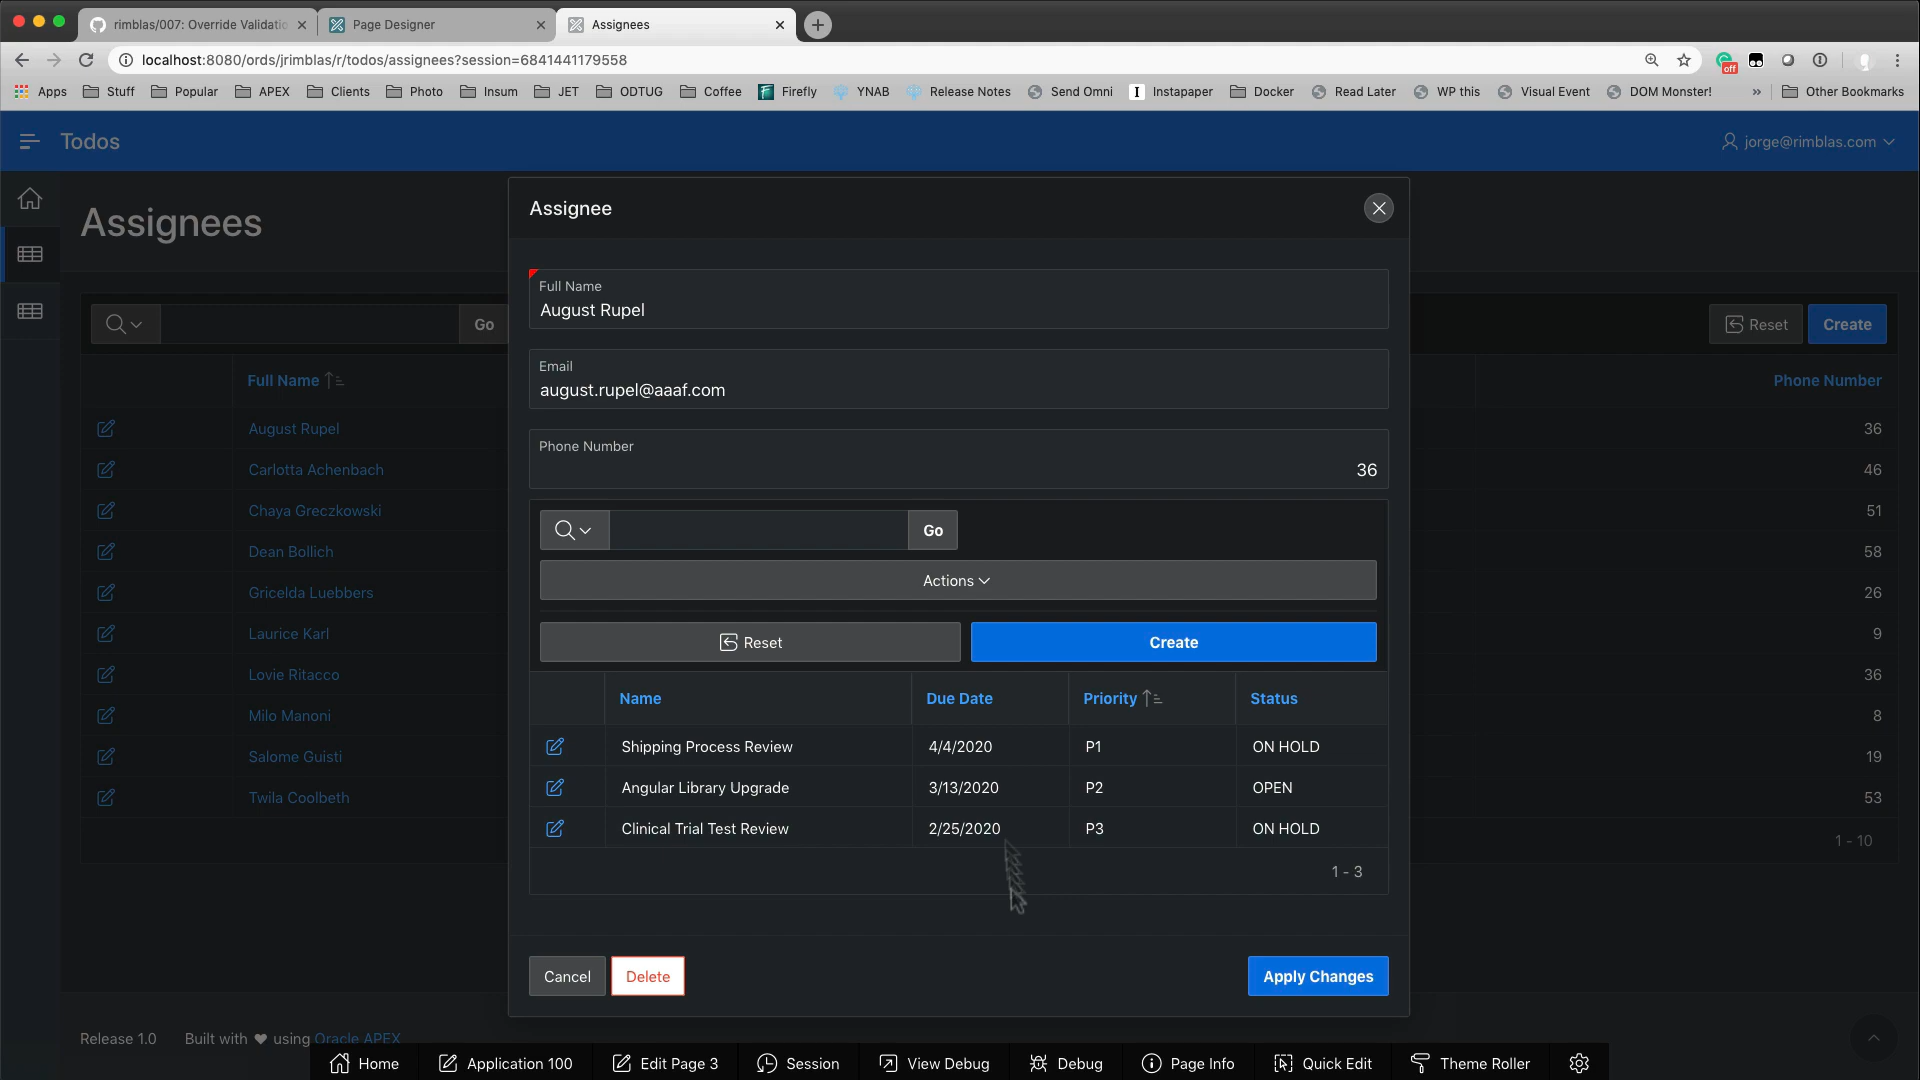 rimblas/007: Override Validatio
Page Designer
Assignees
localhost:8080/ords/jrimblas/r/todos/assignees?session=6841441179558
off
Apps Stuff Popular APEX Clients Photo Insum JET ODTUG Coffee Firefly YNAB Release Notes Send Omni Instapaper Docker Read Later WP this Visual Event DOM Monster! » Other Bookmarks
Todos
jorge@rimblas.com
Assignees
Go
Reset
Create
Full Name
Phone Number
August Rupel 36
Carlotta Achenbach 46
Chaya Greczkowski 51
Dean Bollich 58
Gricelda Luebbers 26
Laurice Karl 9
Lovie Ritacco 36
Milo Manoni 8
Salome Guisti 19
Twila Coolbeth 53
1 - 10
Assignee
Full Name
August Rupel
Email
august.rupel@aaaf.com
Phone Number
36
Go
Actions
Reset
Create
Name Due Date Priority Status
Shipping Process Review 4/4/2020 P1 ON HOLD
Angular Library Upgrade 3/13/2020 P2 OPEN
Clinical Trial Test Review 2/25/2020 P3 ON HOLD
1 - 3
Cancel
Delete
Apply Changes
Release 1.0
Built with ♥ using Oracle APEX
Home Application 100 Edit Page 3 Session View Debug Debug Page Info Quick Edit Theme Roller